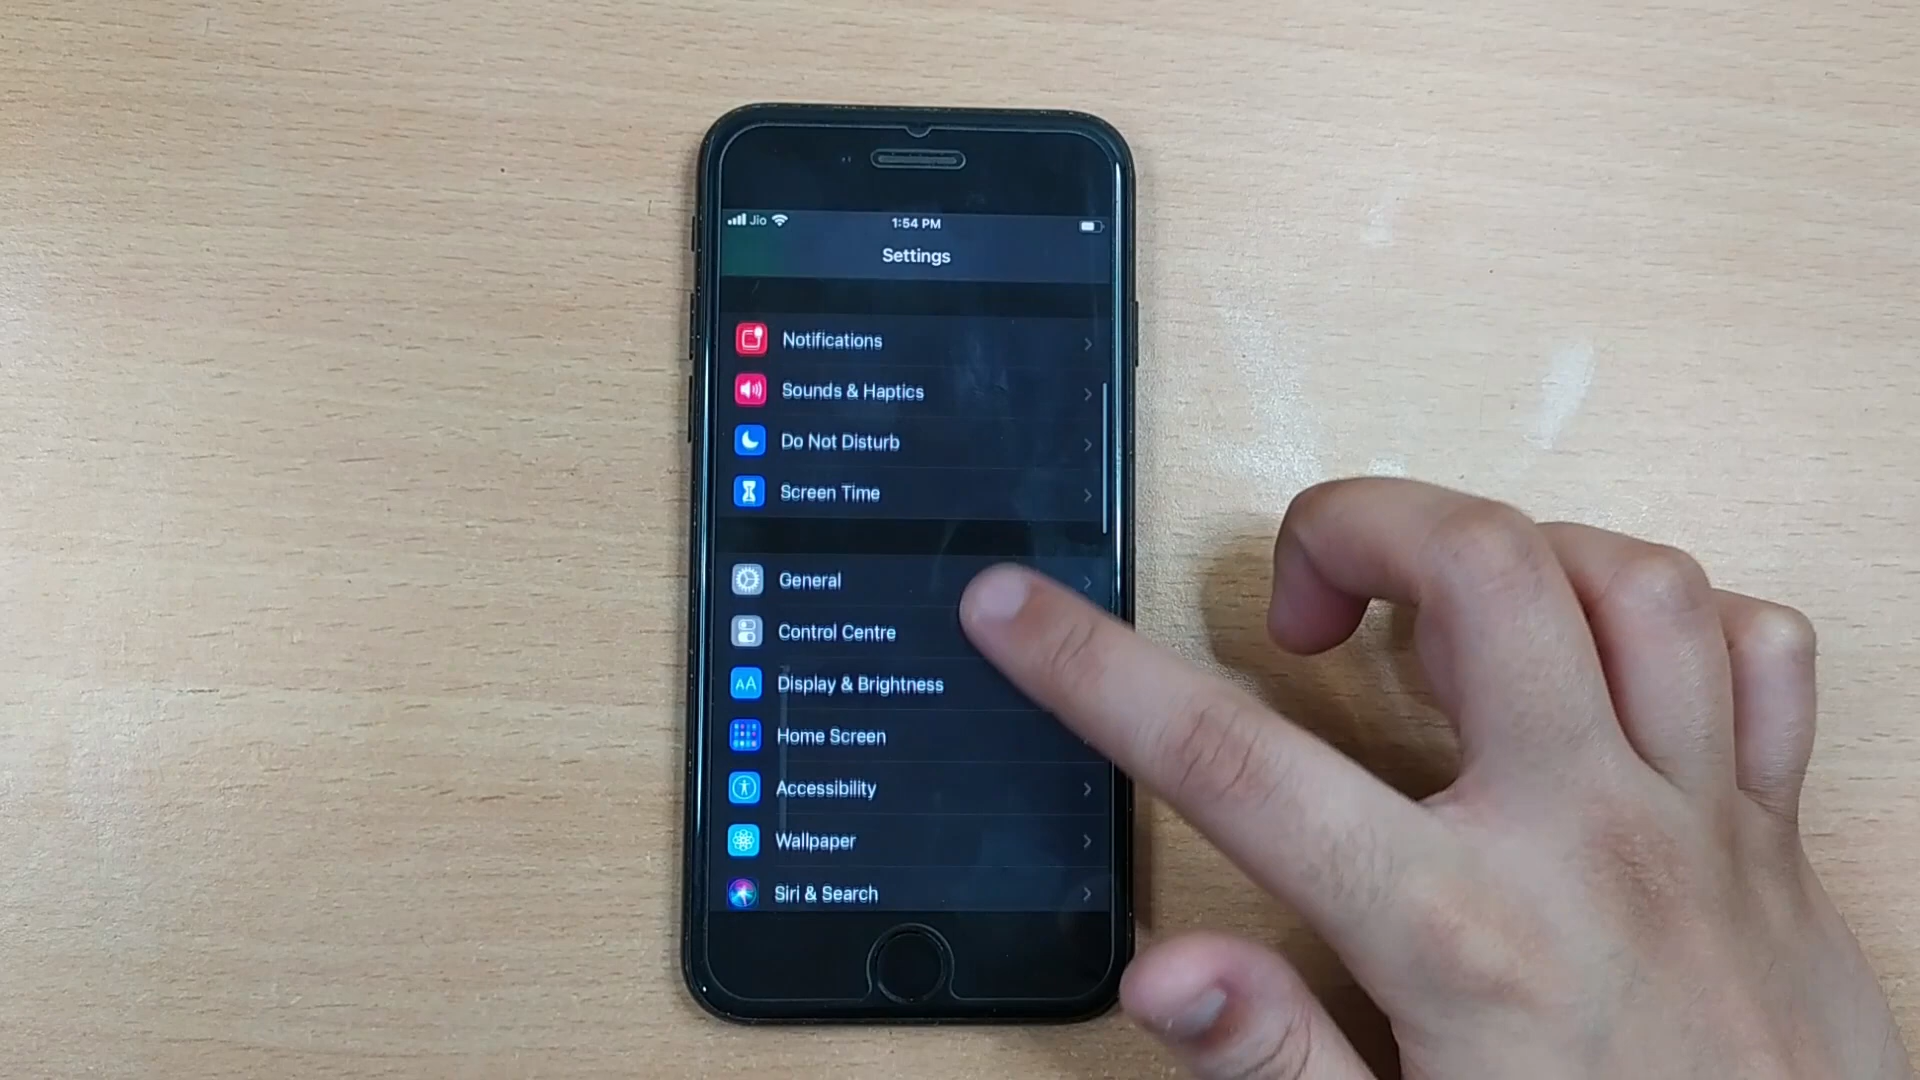 Jio
1:54 PM
Settings
Notifications
Sounds & Haptics
Do Not Disturb
Screen Time
General
Control Centre
AA
Display & Brightness
Home Screen
Accessibility
Wallpaper
Siri & Search